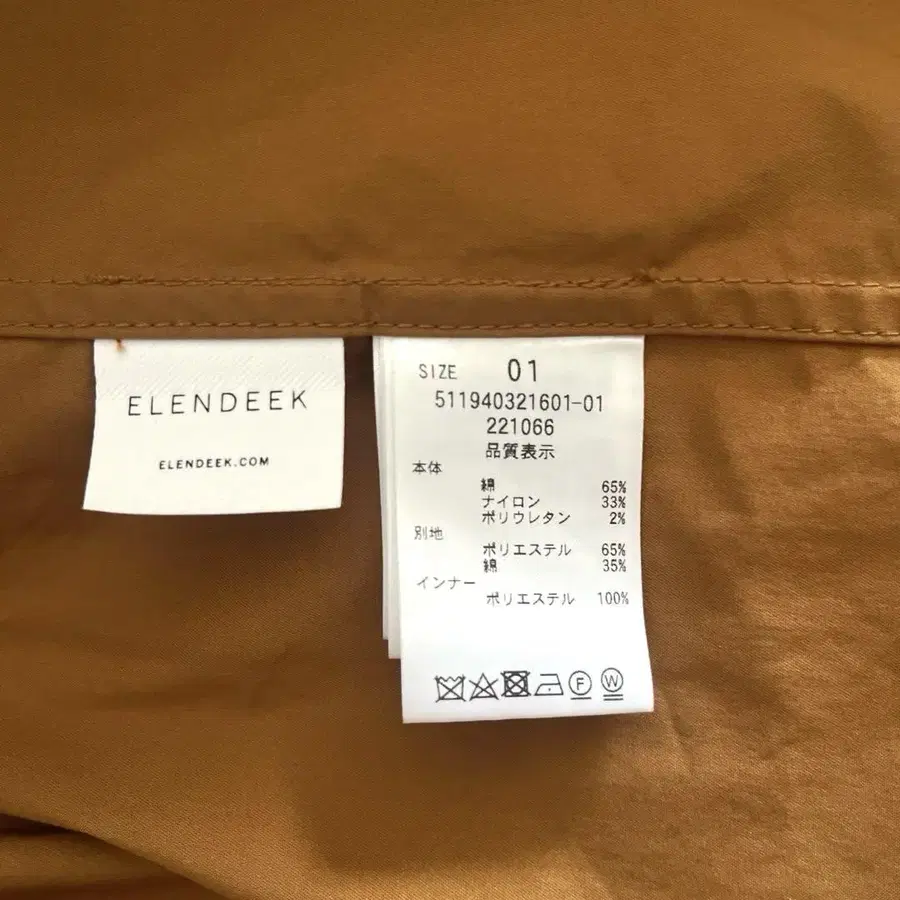 ELENDEEK
ELENDEEK.COM
SIZE 01
511940321601-01
221066
品質表示
本体
綿 65%
ナイロン 33%
ポリウレタン 2%
別地
ポリエステル 65%
綿 35%
インナー
ポリエステル 100%
F W